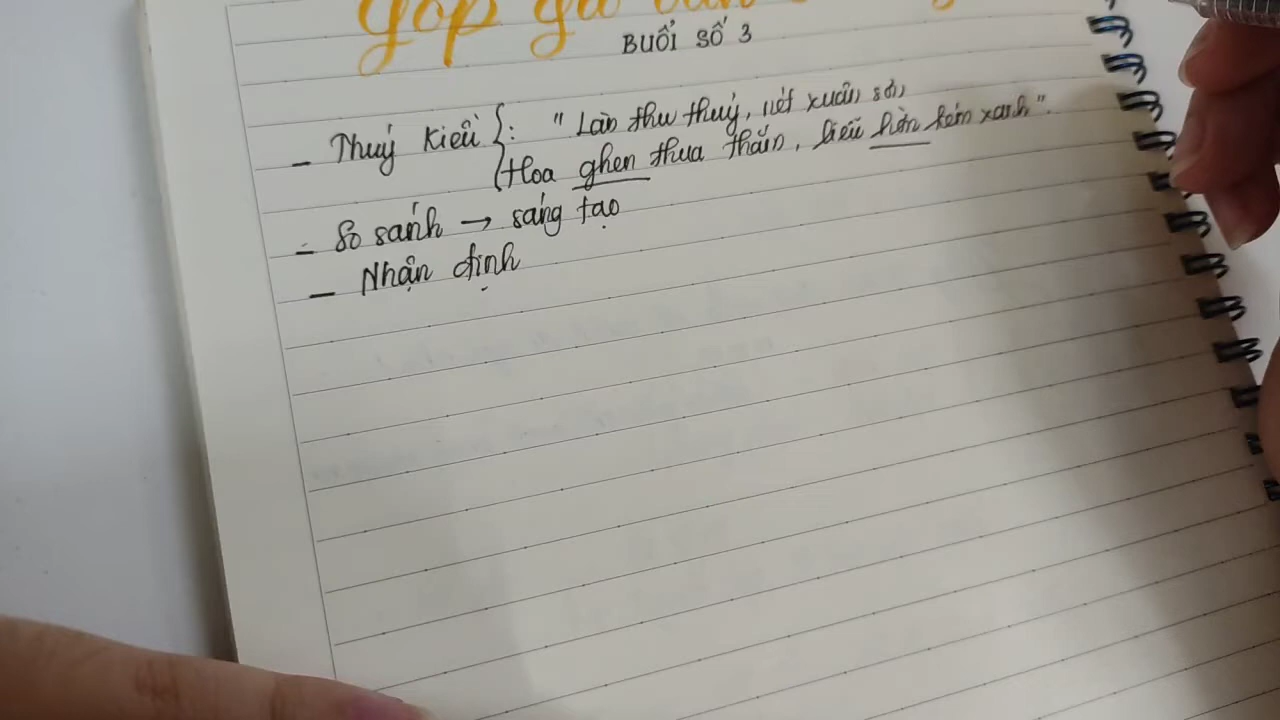 góp
BUỔI SỐ 3
- Thuý Kiều { : "Làn thu thuỷ, nét xuân sơn,
Hoa ghen thua thắm, liễu hờn kém xanh".
- So sánh → sáng tạo
- Nhận định